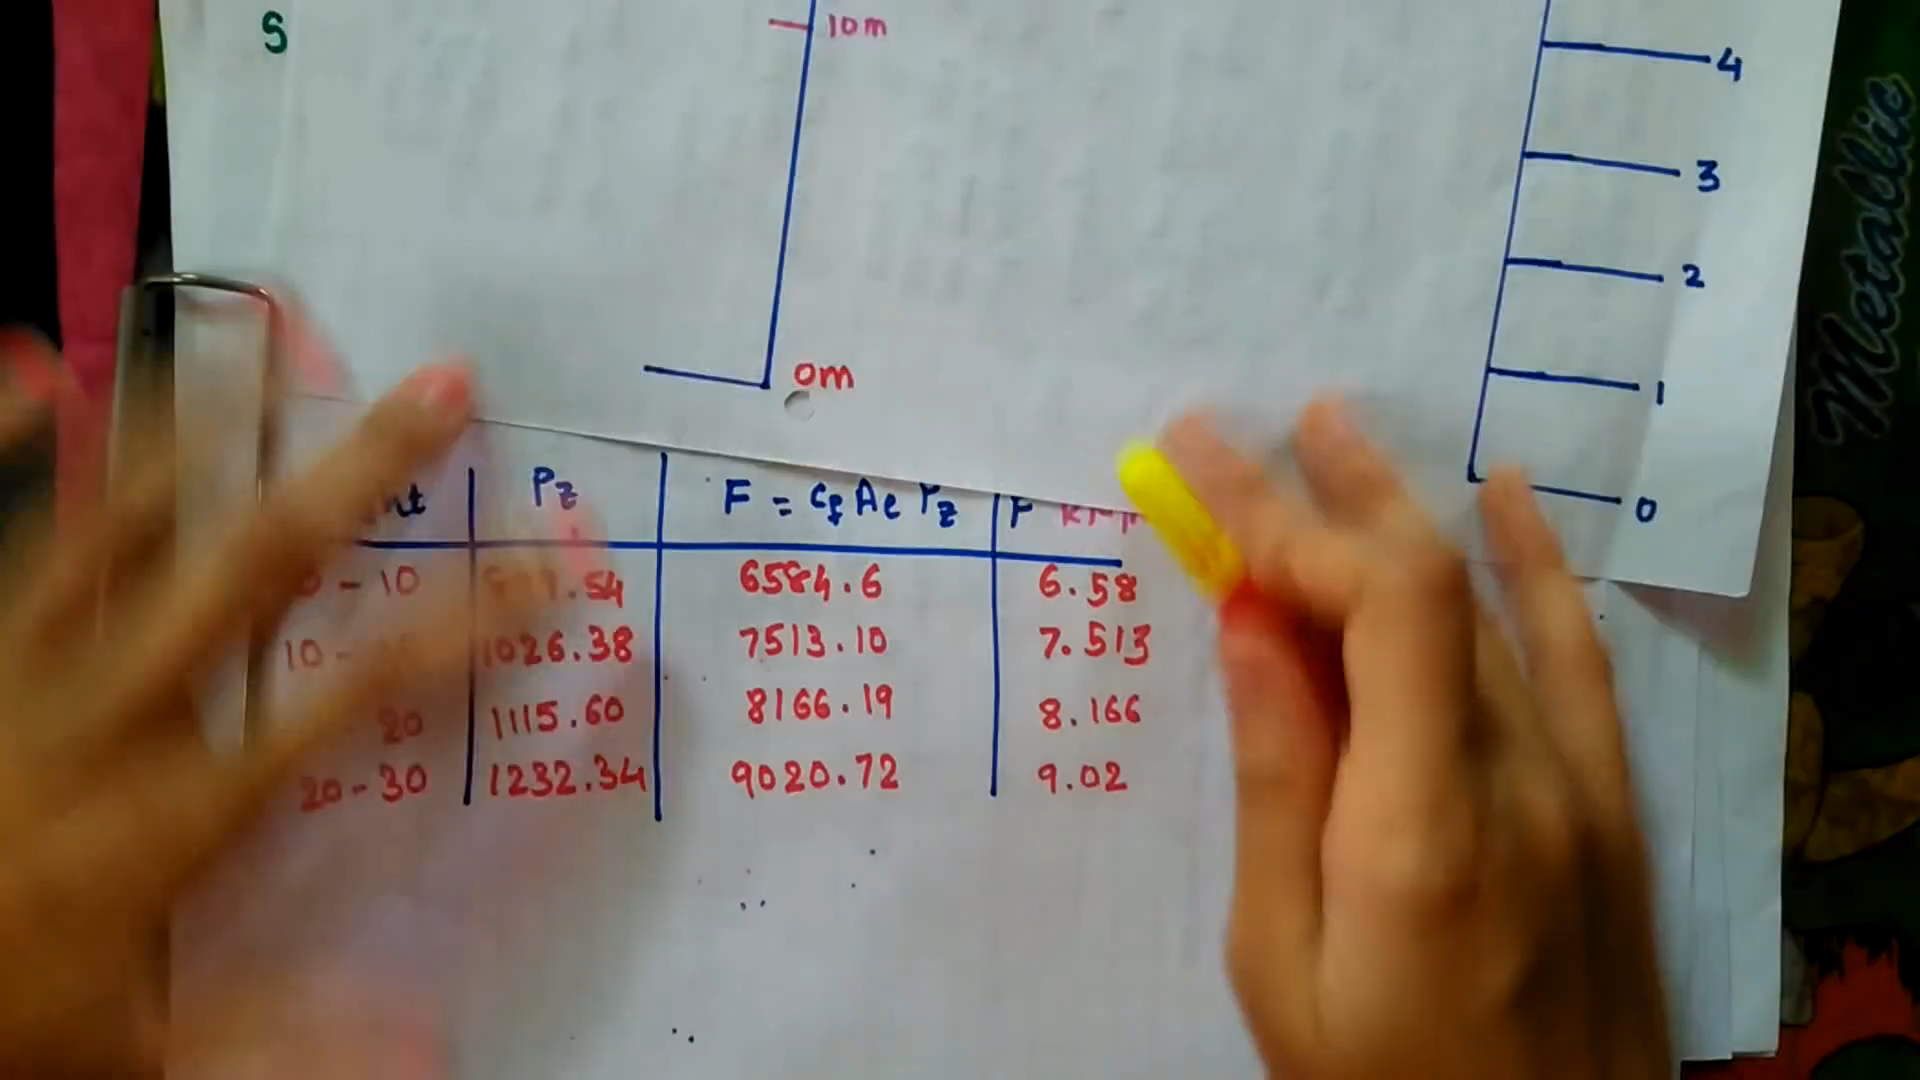 S
10m
4
3
2
1
0
0m
Pz F = Cf Ae Pz F
- 10 6584.6 6.58
10 - 1026.38 7513.10 7.513
20 1115.60 8166.19 8.166
20-30 1232.34 9020.72 9.02
Metallic